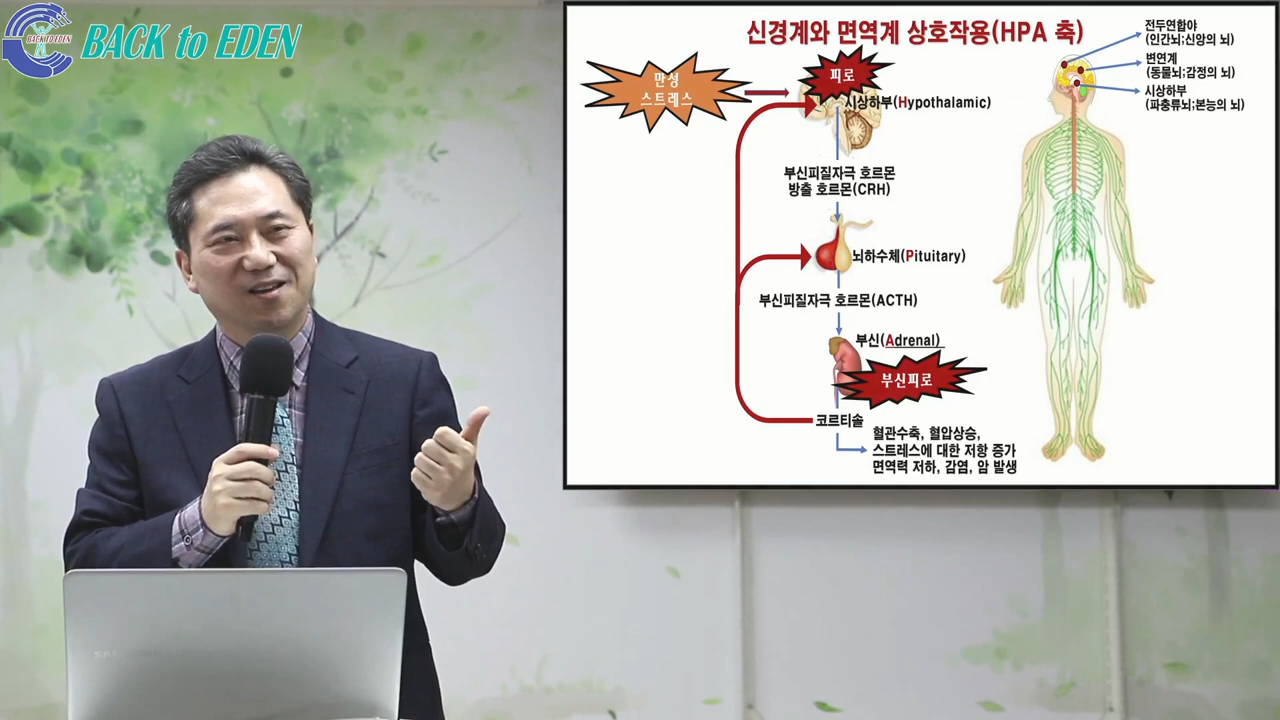 BACK TO EDEN
BACK to EDEN
신경계와 면역계 상호작용(HPA 축)
만성
스트레스
피로
시상하부(Hypothalamic)
부신피질자극 호르몬
방출 호르몬(CRH)
뇌하수체(Pituitary)
부신피질자극 호르몬(ACTH)
부신(Adrenal)
부신피로
코르티솔
혈관수축, 혈압상승,
스트레스에 대한 저항 증가
면역력 저하, 감염, 암 발생
전두연합야
(인간뇌;신앙의 뇌)
변연계
(동물뇌;감정의 뇌)
시상하부
(파충류뇌;본능의 뇌)